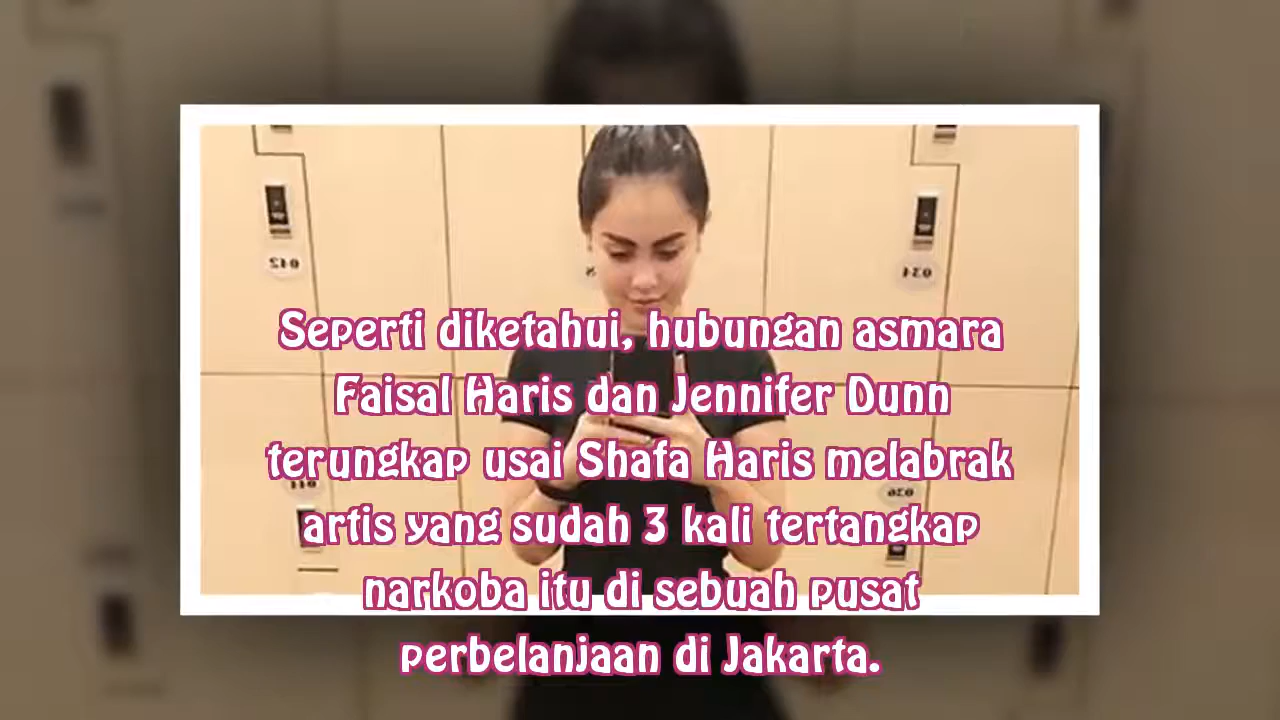 Seperti diketahui, hubungan asmara
Faisal Haris dan Jennifer Dunn
terungkap usai Shafa Haris melabrak
artis yang sudah 3 kali tertangkap
narkoba itu di sebuah pusat
perbelanjaan di Jakarta.